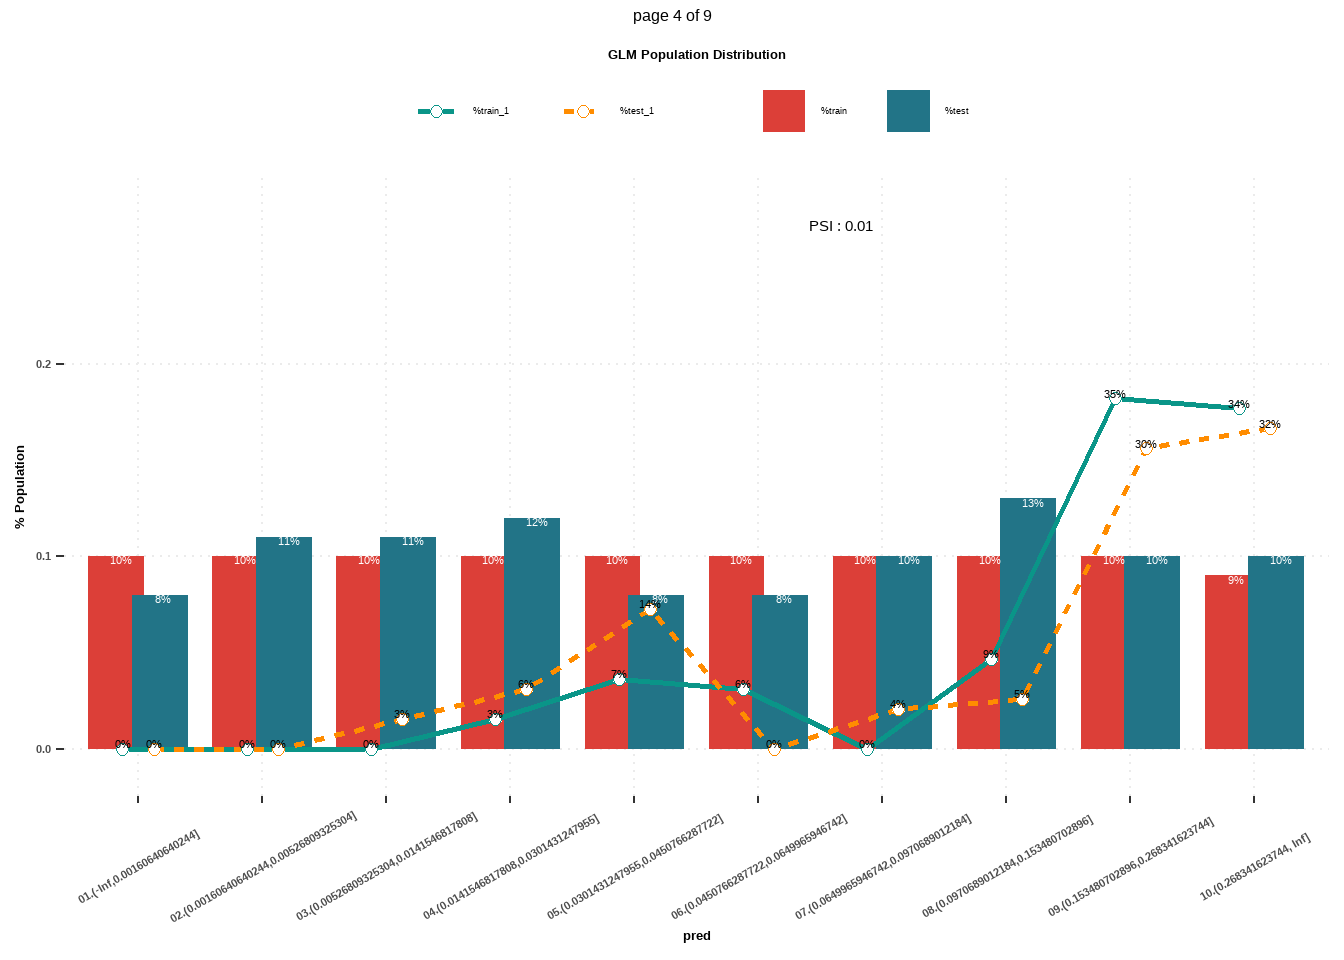 page 4 of 9
GLM Population Distribution
%train_1 %test_1 %train %test
PSI : 0.01
0.2
35% 34%
32%
30%
13%
12%
11% 11%
0.1
10% 10% 10% 10% 10% 10% 10% 10% 10% 10% 10% 10%
9%
8% 8% 8%
14%
7%
9%
6% 6%
5%
4%
3% 3%
0.0
0% 0% 0% 0% 0% 0% 0%
% Population
01.(-Inf,0.00160640640244]
02.(0.00160640640244,0.00526809325304]
03.(0.00526809325304,0.0141546817808]
04.(0.0141546817808,0.0301431247955]
05.(0.0301431247955,0.0450766287722]
06.(0.0450766287722,0.0649965946742]
07.(0.0649965946742,0.0970689012184]
08.(0.0970689012184,0.153480702896]
09.(0.153480702896,0.268341623744]
10.(0.268341623744, Inf]
pred